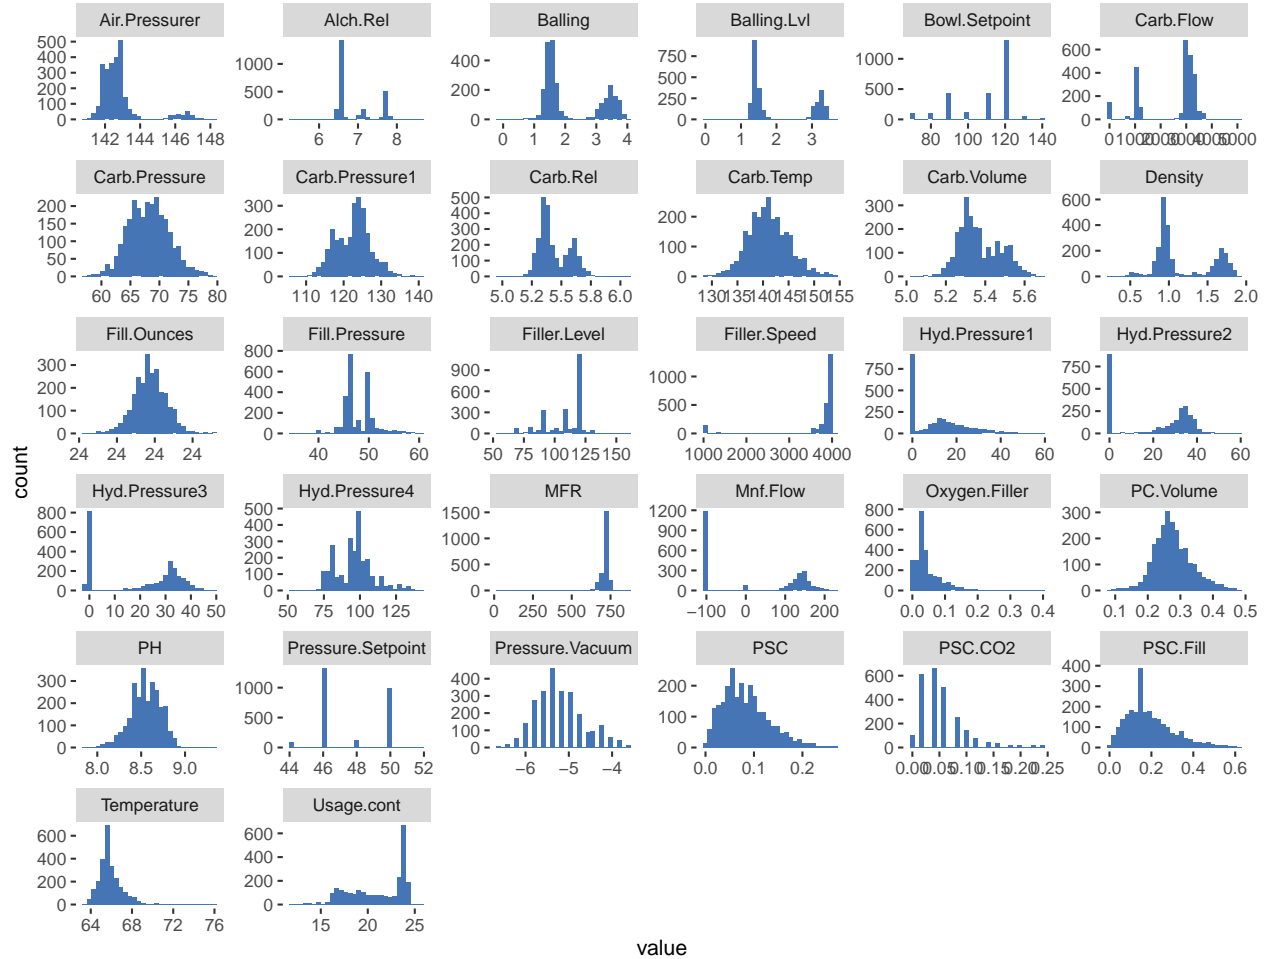 Air.Pressurer Alch.Rel Balling Balling.Lvl Bowl.Setpoint Carb.Flow
500 400 300 200 100 0 1000 500 0 400 200 0 750 500 250 0 1000 500 0 600 400 200 0
142 144 146 148 6 7 8 0 1 2 3 4 0 1 2 3 80 100 120 140 0 1000 2000 3000 4000 5000
Carb.Pressure Carb.Pressure1 Carb.Rel Carb.Temp Carb.Volume Density
200 150 100 50 0 300 200 100 0 500 400 300 200 100 0 200 100 0 300 200 100 0 600 400 200 0
60 65 70 75 80 110 120 130 140 5.0 5.2 5.5 5.8 6.0 130 135 140 145 150 155 5.0 5.2 5.4 5.6 0.5 1.0 1.5 2.0
Fill.Ounces Fill.Pressure Filler.Level Filler.Speed Hyd.Pressure1 Hyd.Pressure2
300 200 100 0 800 600 400 200 0 900 600 300 0 1000 500 0 750 500 250 0 750 500 250 0
24 24 24 24 40 50 60 50 75 100 125 150 1000 2000 3000 4000 0 20 40 60 0 20 40 60
count
Hyd.Pressure3 Hyd.Pressure4 MFR Mnf.Flow Oxygen.Filler PC.Volume
800 600 400 200 0 500 400 300 200 100 0 1500 1000 500 0 1200 900 600 300 0 800 600 400 200 0 300 200 100 0
0 10 20 30 40 50 50 75 100 125 0 250 500 750 −100 0 100 200 0.0 0.1 0.2 0.3 0.4 0.1 0.2 0.3 0.4 0.5
PH Pressure.Setpoint Pressure.Vacuum PSC PSC.CO2 PSC.Fill
300 200 100 0 1000 500 0 400 300 200 100 0 200 100 0 600 400 200 0 400 300 200 100 0
8.0 8.5 9.0 44 46 48 50 52 −6 −5 −4 0.0 0.1 0.2 0.00 0.05 0.10 0.15 0.20 0.25 0.0 0.2 0.4 0.6
Temperature Usage.cont
600 400 200 0 600 400 200 0
64 68 72 76 15 20 25
value